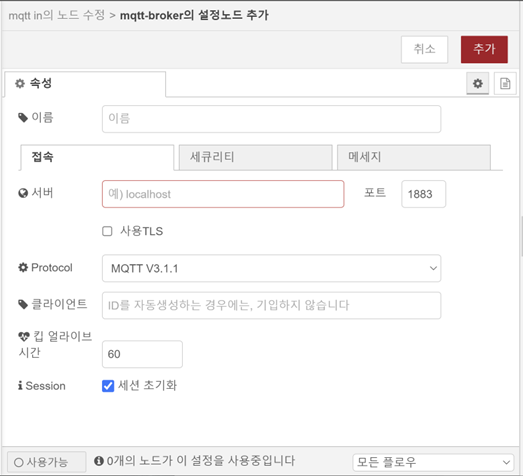 mqtt in의 노드 수정 > mqtt-broker의 설정노드 추가
취소 추가
속성
이름 이름
접속 세큐리티 메세지
서버 예) localhost 포트 1883
사용TLS
Protocol MQTT V3.1.1
클라이언트 ID를 자동생성하는 경우에는, 기입하지 않습니다
킵 얼라이브
시간 60
Session 세션 초기화
사용가능 0개의 노드가 이 설정을 사용중입니다 모든 플로우